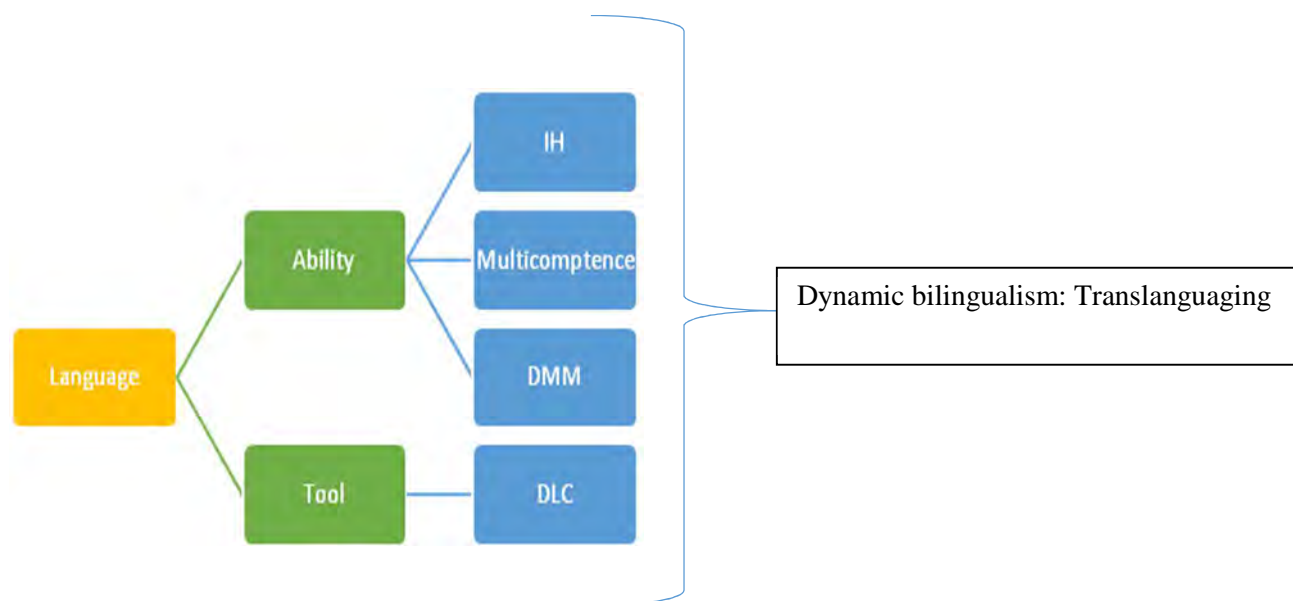 IH
Ability
Multicomptence
Dynamic bilingualism: Translanguaging
Language
DMM
Tool
DLC